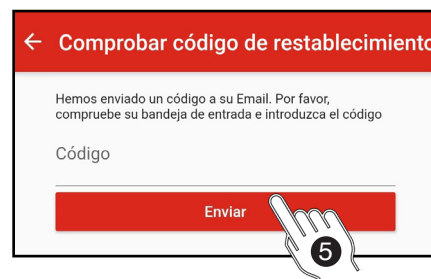 ← Comprobar código de restablecimiento
Hemos enviado un código a su Email. Por favor,
compruebe su bandeja de entrada e introduzca el código
Código
Enviar
5